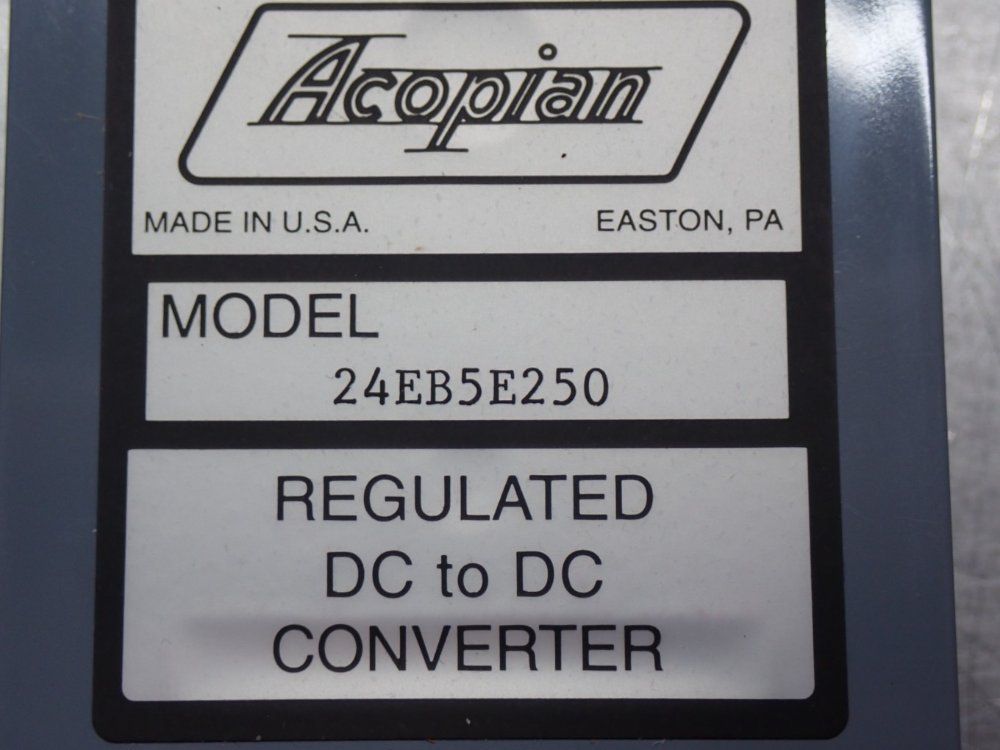 Acopian
MADE IN U.S.A. EASTON, PA
MODEL
24EB5E250
REGULATED
DC to DC
CONVERTER